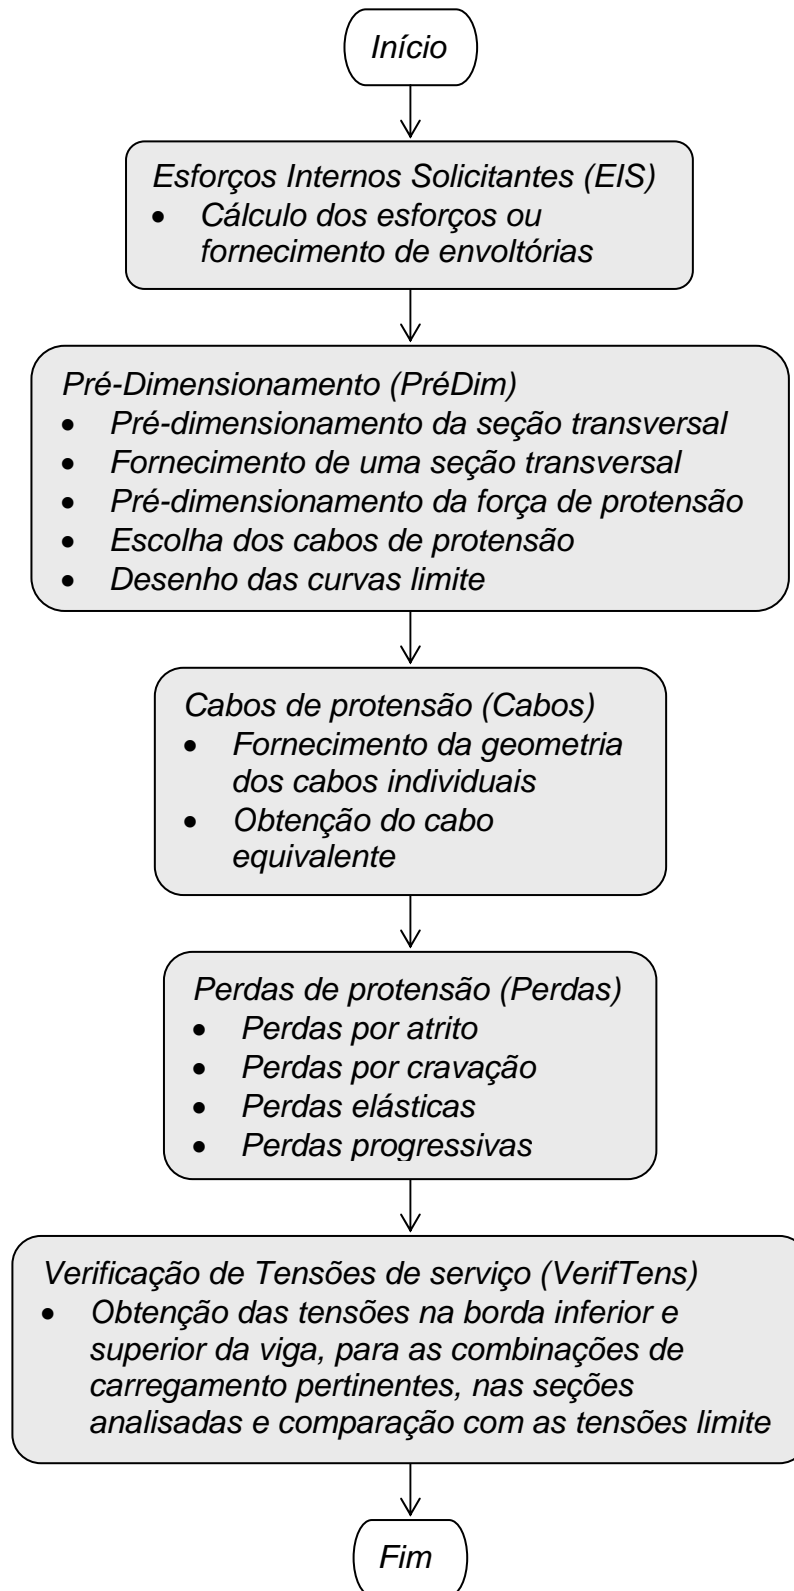 Início
Esforços Internos Solicitantes (EIS)
• Cálculo dos esforços ou
fornecimento de envoltórias
Pré-Dimensionamento (PréDim)
• Pré-dimensionamento da seção transversal
• Fornecimento de uma seção transversal
• Pré-dimensionamento da força de protensão
• Escolha dos cabos de protensão
• Desenho das curvas limite
Cabos de protensão (Cabos)
• Fornecimento da geometria
dos cabos individuais
• Obtenção do cabo
equivalente
Perdas de protensão (Perdas)
• Perdas por atrito
• Perdas por cravação
• Perdas elásticas
• Perdas progressivas
Verificação de Tensões de serviço (VerifTens)
• Obtenção das tensões na borda inferior e
superior da viga, para as combinações de
carregamento pertinentes, nas seções
analisadas e comparação com as tensões limite
Fim